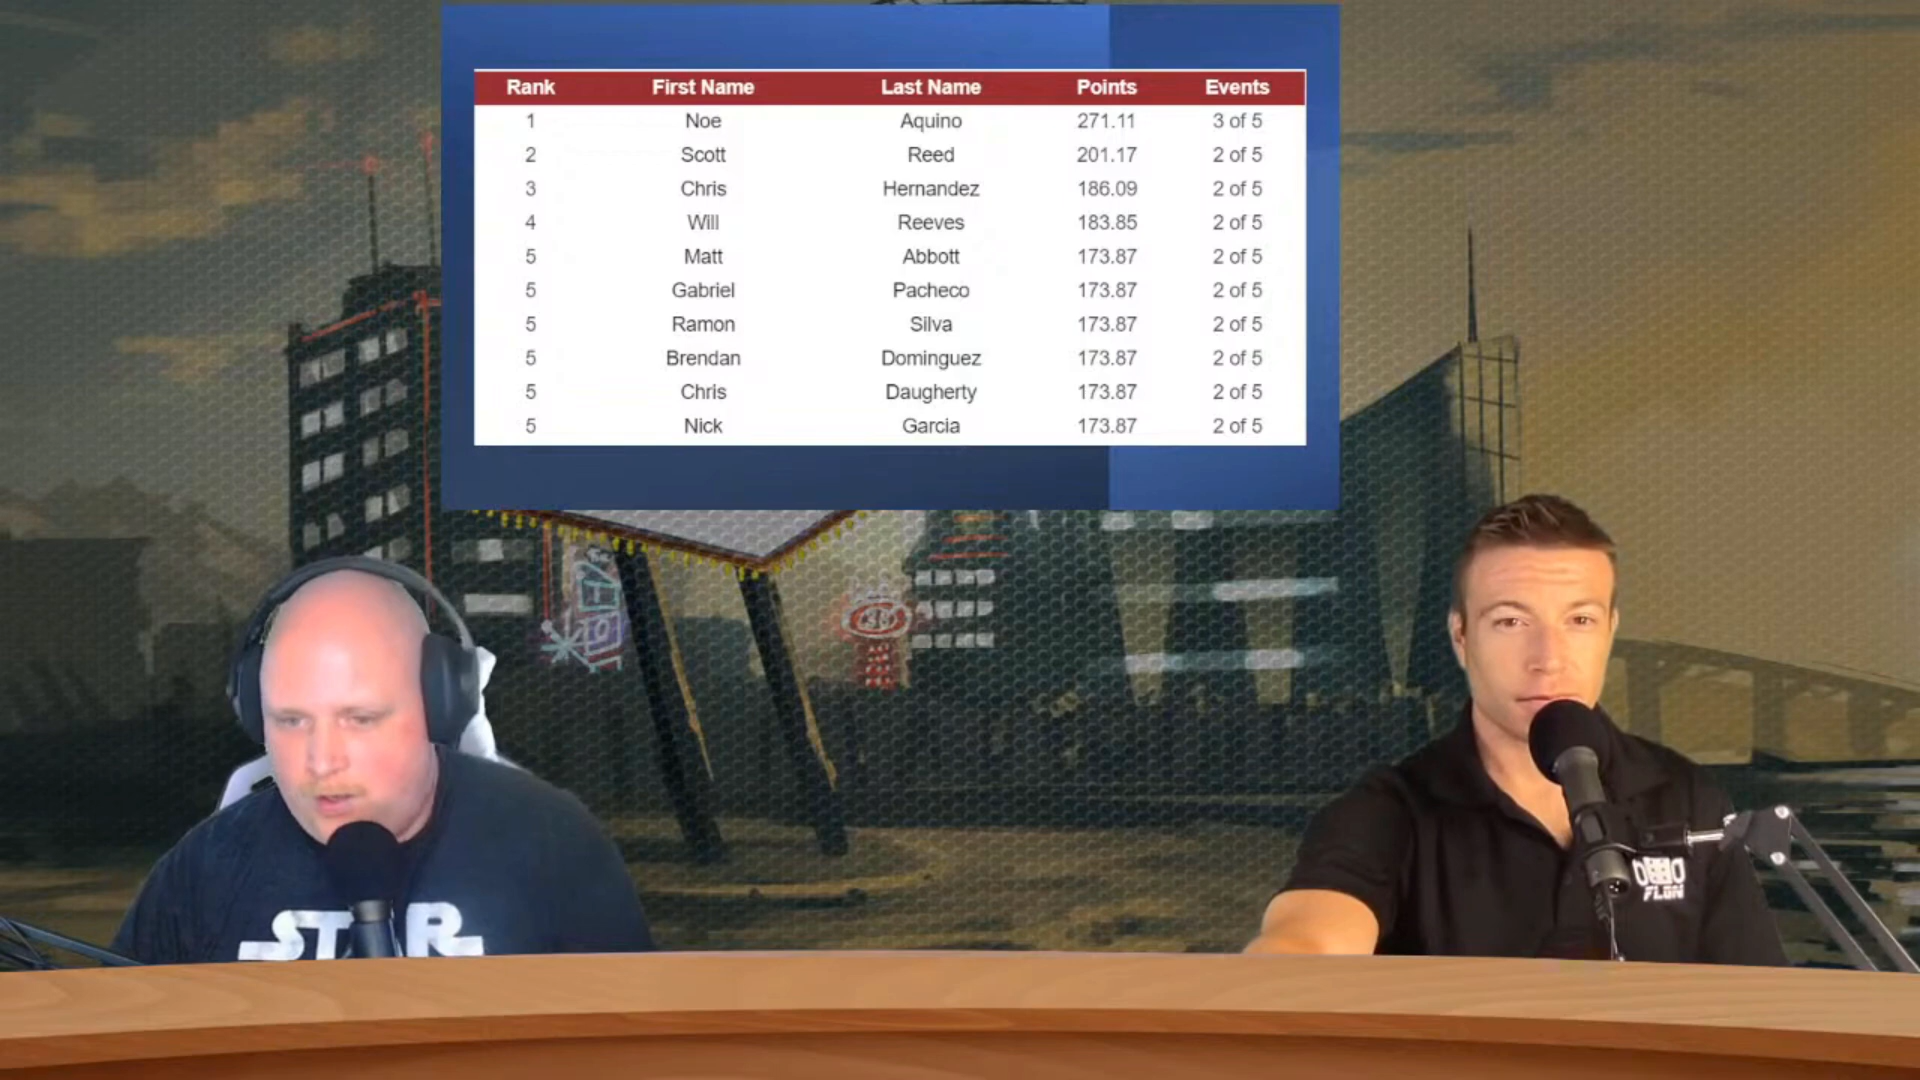 Rank First Name Last Name Points Events
1 Noe Aquino 271.11 3 of 5
2 Scott Reed 201.17 2 of 5
3 Chris Hernandez 186.09 2 of 5
4 Will Reeves 183.85 2 of 5
5 Matt Abbott 173.87 2 of 5
5 Gabriel Pacheco 173.87 2 of 5
5 Ramon Silva 173.87 2 of 5
5 Brendan Dominguez 173.87 2 of 5
5 Chris Daugherty 173.87 2 of 5
5 Nick Garcia 173.87 2 of 5
FLGN